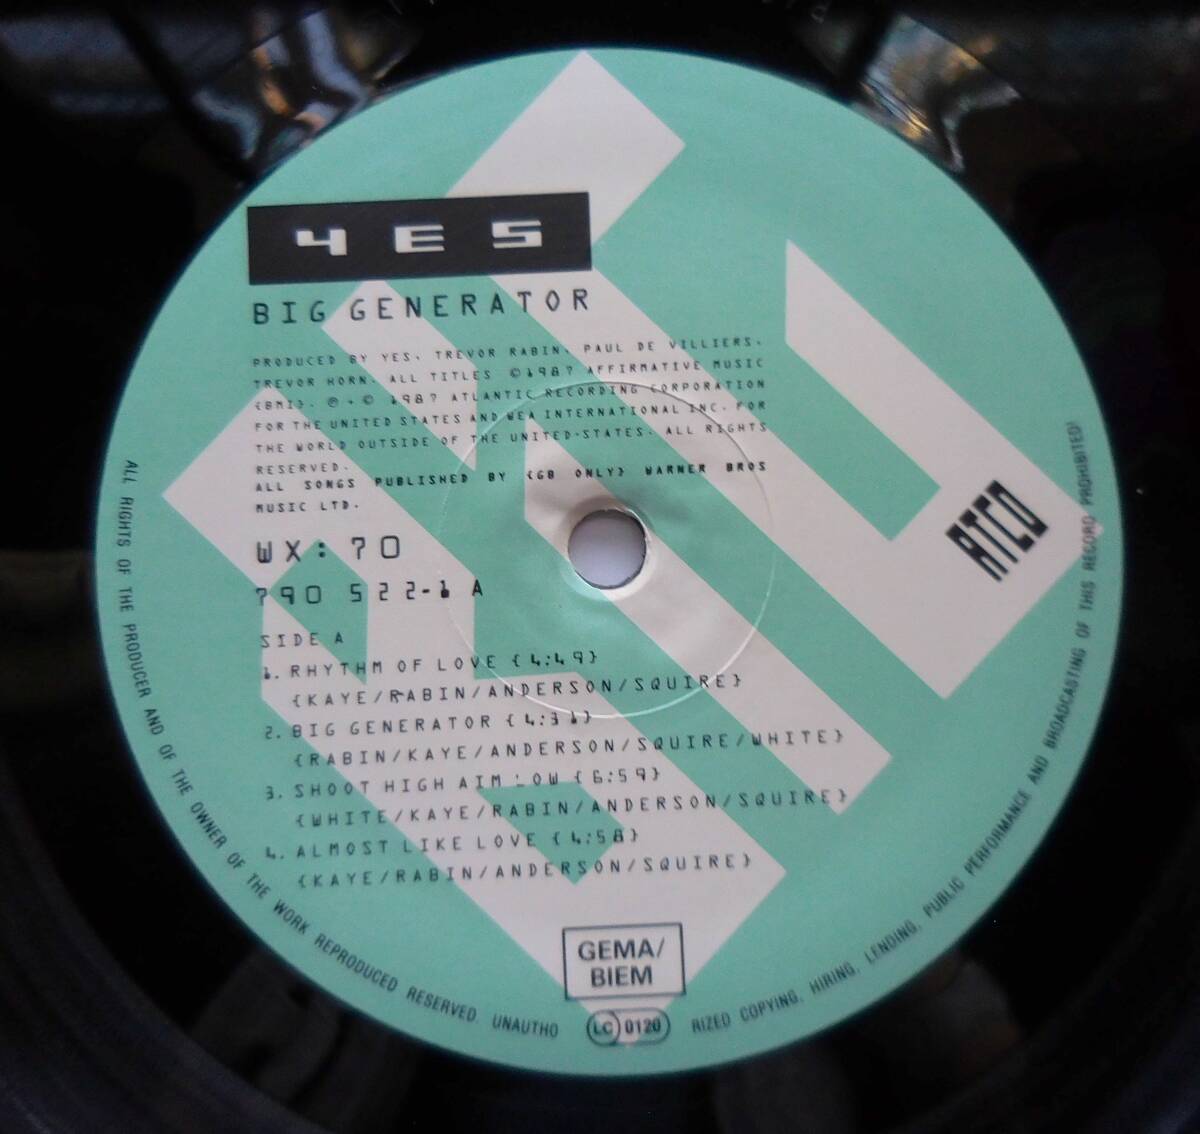 YES
BIG GENERATOR
PRODUCED BY YES. TREVOR RABIN. PAUL DE VILLIERS.
TREVOR HORN. ALL TITLES ©1987 AFFIRMATIVE MUSIC
{BMI}. ℗+© 1987 ATLANTIC RECORDING CORPORATION
FOR THE UNITED STATES AND WEA INTERNATIONAL INC. FOR
THE WORLD OUTSIDE OF THE UNITED-STATES. ALL RIGHTS
RESERVED.
ALL SONGS PUBLISHED BY {GB ONLY} WARNER BROS
MUSIC LTD.
WX: 70
790 522-1 A
SIDE A
1. RHYTHM OF LOVE {4:49}
{KAYE/RABIN/ANDERSON/SQUIRE}
2. BIG GENERATOR {4:31}
{RABIN/KAYE/ANDERSON/SQUIRE/WHITE}
3. SHOOT HIGH AIM LOW {6:59}
{WHITE/KAYE/RABIN/ANDERSON/SQUIRE}
4. ALMOST LIKE LOVE {4:58}
{KAYE/RABIN/ANDERSON/SQUIRE}
ATCO
GEMA/
BIEM
LC 0120
ALL RIGHTS OF THE PRODUCER AND OF THE OWNER OF THE WORK REPRODUCED RESERVED. UNAUTHO RIZED COPYING, HIRING, LENDING, PUBLIC PERFORMANCE AND BROADCASTING OF THIS RECORD PROHIBITED!